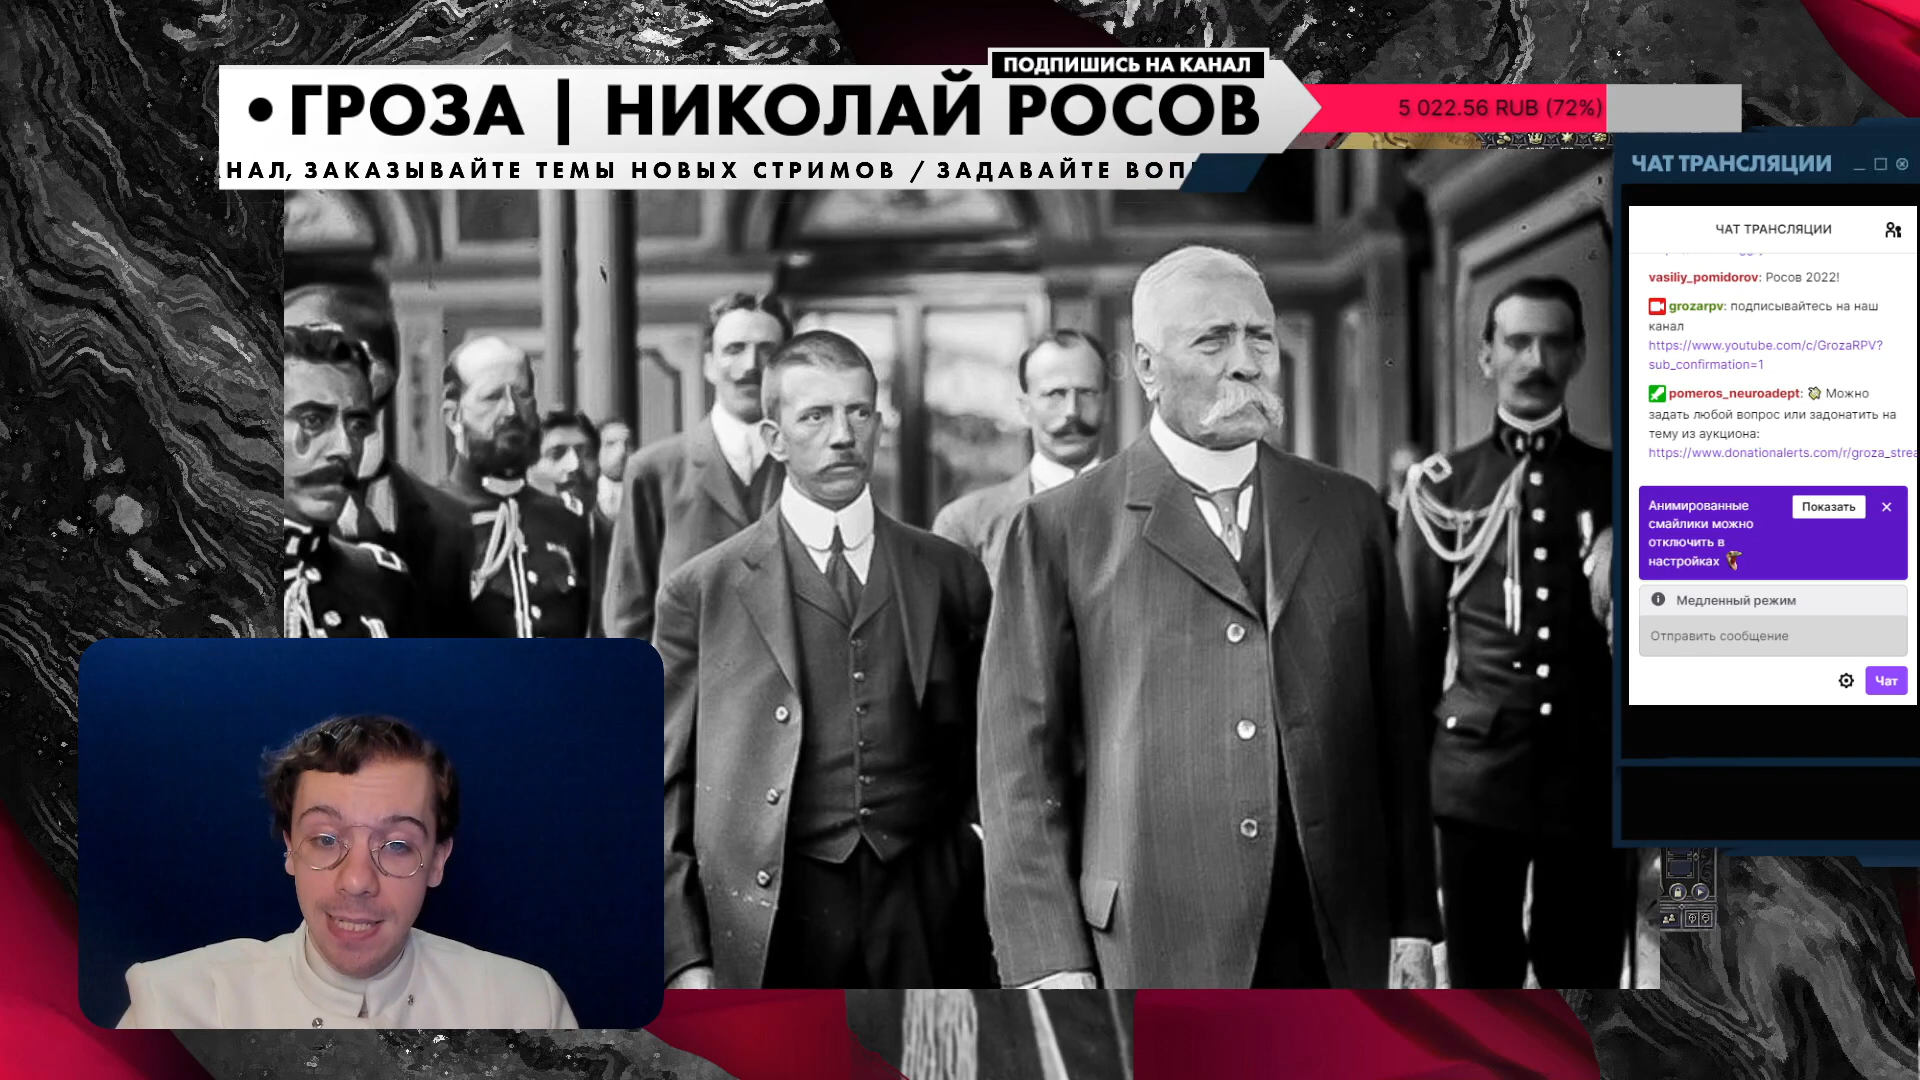 ПОДПИШИСЬ НА КАНАЛ
• ГРОЗА | НИКОЛАЙ РОСОВ
5 022.56 RUB (72%)
НАЛ, ЗАКАЗЫВАЙТЕ ТЕМЫ НОВЫХ СТРИМОВ / ЗАДАВАЙТЕ ВОП
ЧАТ ТРАНСЛЯЦИИ
ЧАТ ТРАНСЛЯЦИИ
vasiliy_pomidorov: Росов 2022!
grozarpv: подписывайтесь на наш
канал
https://www.youtube.com/c/GrozaRPV?
sub_confirmation=1
pomeros_neuroadept: Можно
задать любой вопрос или задонатить на
тему из аукциона:
https://www.donationalerts.com/r/groza_strea
Анимированные
смайлики можно
отключить в
настройках
Показать
Медленный режим
Отправить сообщение
Чат